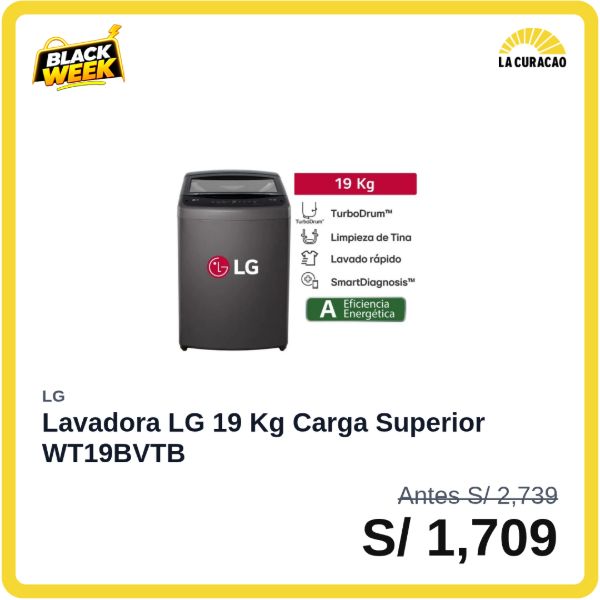 BLACK
WEEK
LA CURACAO
19 Kg
TurboDrum™
TurboDrum™
Limpieza de Tina
Lavado rápido
SmartDiagnosis™
A Eficiencia
Energética
LG
LG
Lavadora LG 19 Kg Carga Superior
WT19BVTB
Antes S/ 2,739
S/ 1,709